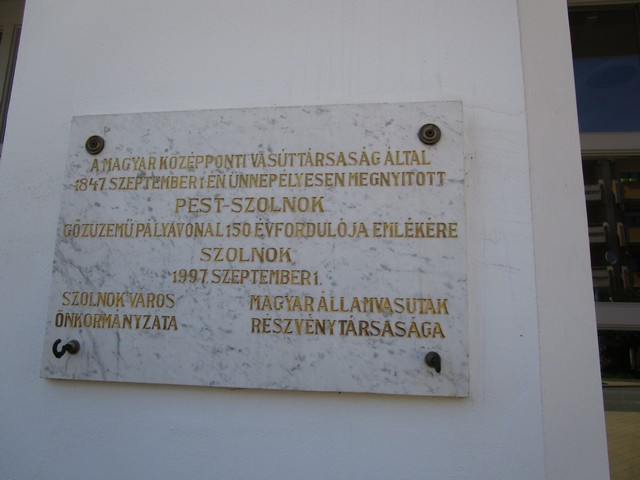 A MAGYAR KÖZÉPPONTI VASÚTTÁRSASÁG ÁLTAL
1847. SZEPTEMBER 1-ÉN ÜNNEPÉLYESEN MEGNYITOTT
PEST-SZOLNOK
GŐZÜZEMŰ PÁLYAVONAL 150. ÉVFORDULÓJA EMLÉKÉRE
SZOLNOK,
1997. SZEPTEMBER 1.
SZOLNOK VÁROS
ÖNKORMÁNYZATA
MAGYAR ÁLLAMVASUTAK
RÉSZVÉNYTÁRSASÁGA